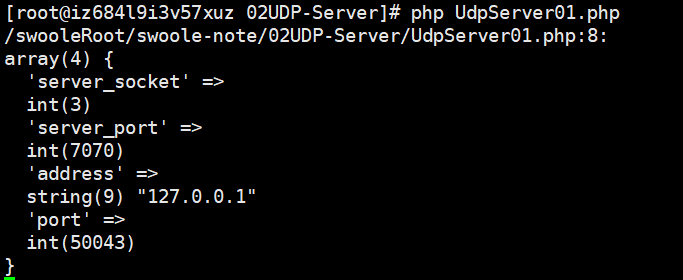 [root@iz684l9i3v57xuz 02UDP-Server]# php UdpServer01.php
/swooleRoot/swoole-note/02UDP-Server/UdpServer01.php:8:
array(4) {
  'server_socket' =>
  int(3)
  'server_port' =>
  int(7070)
  'address' =>
  string(9) "127.0.0.1"
  'port' =>
  int(50043)
}